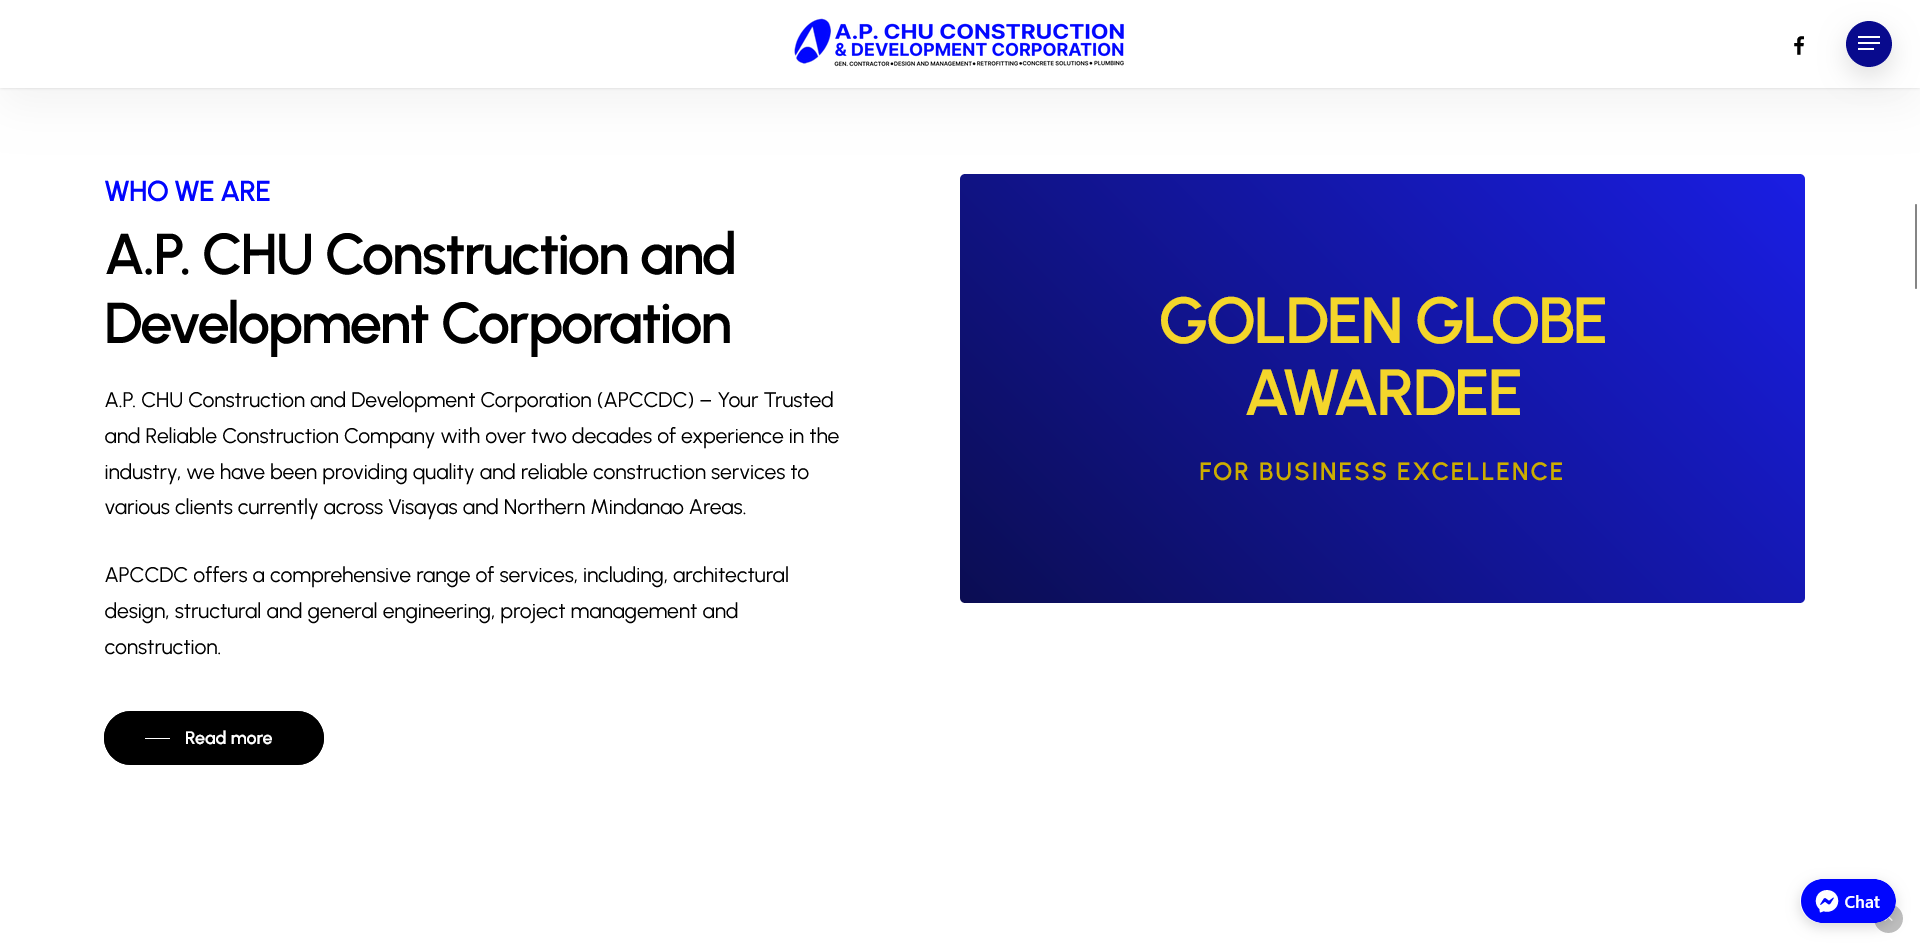 A.P. CHU CONSTRUCTION
& DEVELOPMENT CORPORATION
GEN. CONTRACTOR •DESIGN AND MANAGEMENT• RETROFITTING •CONCRETE SOLUTIONS • PLUMBING
WHO WE ARE
A.P. CHU Construction and
Development Corporation
A.P. CHU Construction and Development Corporation (APCCDC) – Your Trusted
and Reliable Construction Company with over two decades of experience in the
industry, we have been providing quality and reliable construction services to
various clients currently across Visayas and Northern Mindanao Areas.
APCCDC offers a comprehensive range of services, including, architectural
design, structural and general engineering, project management and
construction.
Read more
GOLDEN GLOBE
AWARDEE
FOR BUSINESS EXCELLENCE
Chat